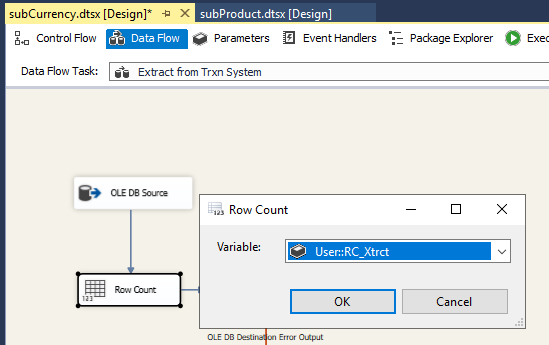 subCurrency.dtsx [Design]* subProduct.dtsx [Design]
Control Flow Data Flow Parameters Event Handlers Package Explorer Exec
Data Flow Task: Extract from Trxn System
OLE DB Source
Row Count
Variable: User::RC_Xtrct
123 Row Count
OK Cancel
OLE DB Destination Error Output